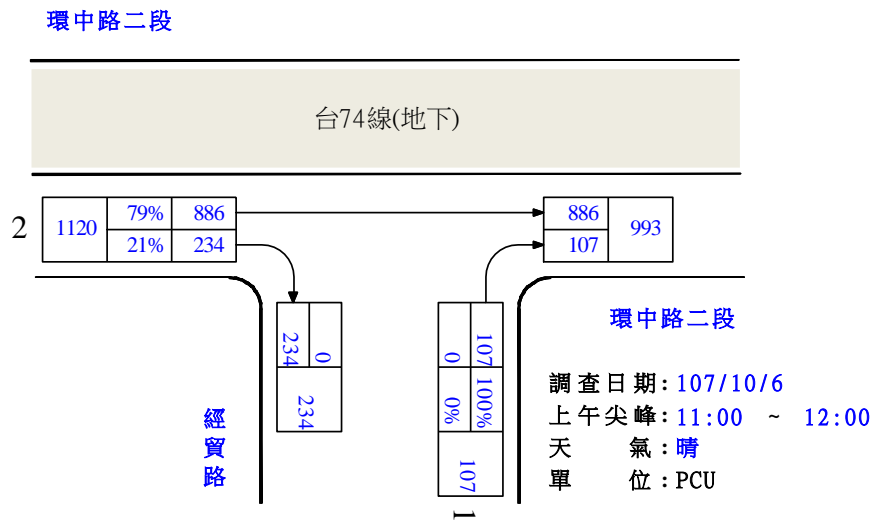 環中路二段
台74線(地下)
2
1120
79%
886
21%
234
886
107
993
234
0
234
0
107
0%
100%
107
1
經貿路
環中路二段
調查日期:107/10/6
上午尖峰:11:00 ~ 12:00
天 氣:晴
單 位:PCU